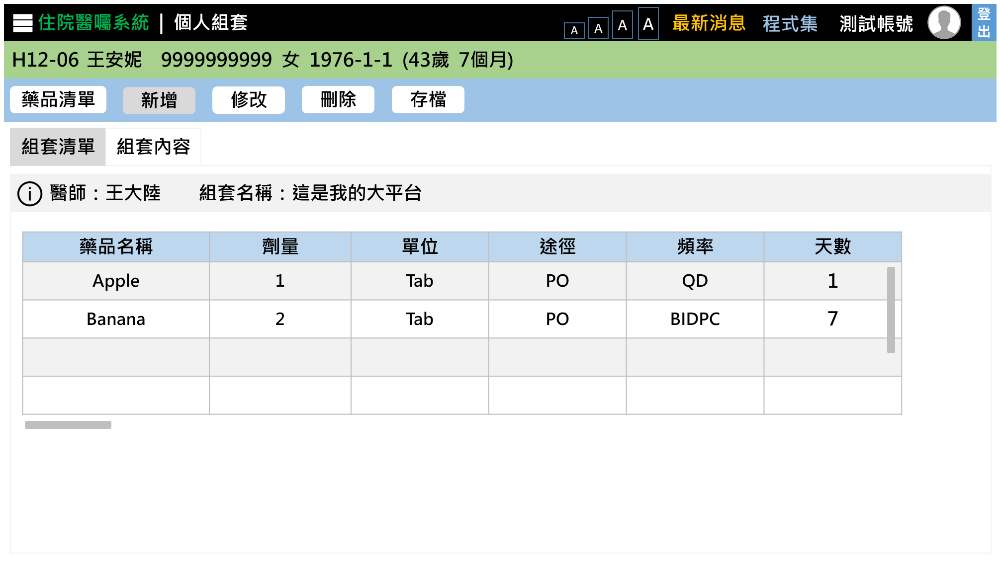 住院醫囑系統 | 個人組套 A A A A 最新消息 程式集 測試帳號 登出
H12-06 王安妮 9999999999 女 1976-1-1 (43歲 7個月)
藥品清單 新增 修改 刪除 存檔
組套清單 組套內容
i 醫師：王大陸 組套名稱：這是我的大平台
藥品名稱 劑量 單位 途徑 頻率 天數
Apple 1 Tab PO QD 1
Banana 2 Tab PO BIDPC 7